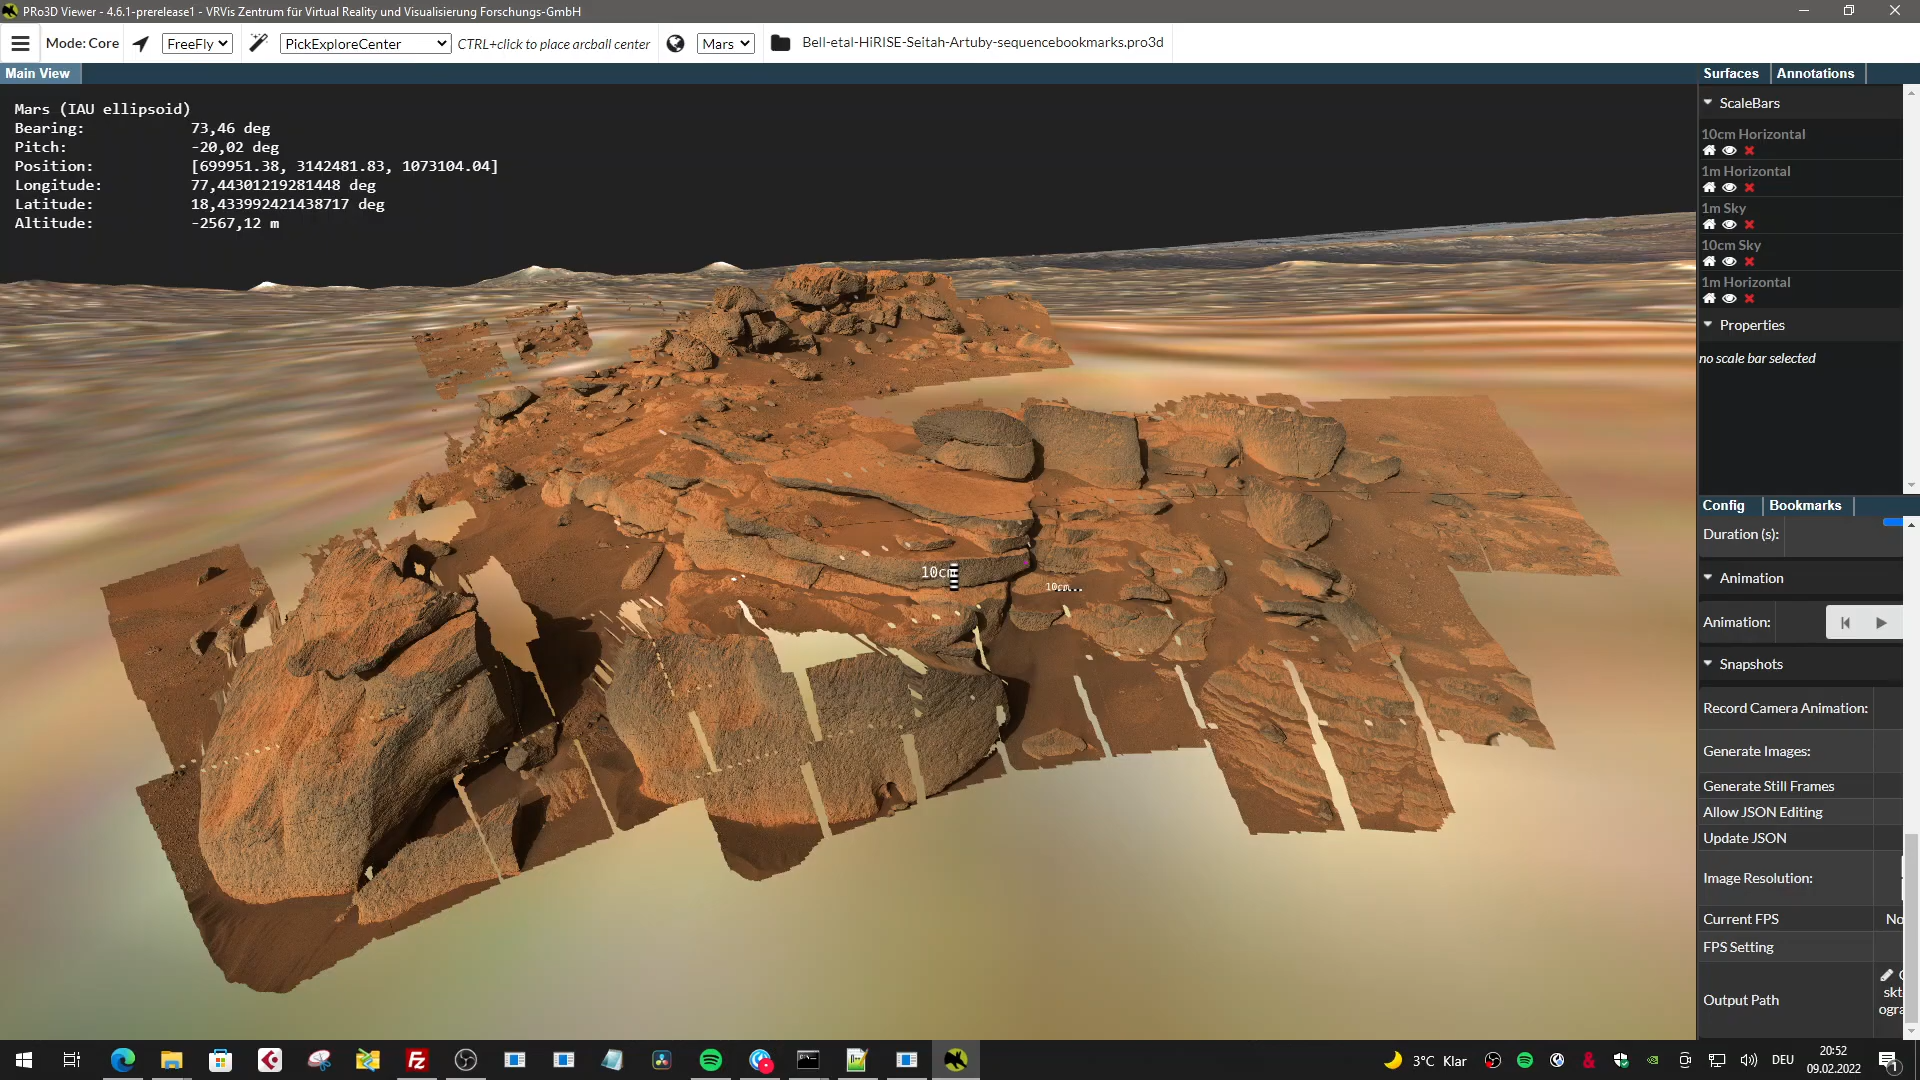 PRo3D Viewer - 4.6.1-prerelease1 - VRVis Zentrum für Virtual Reality und Visualisierung Forschungs-GmbH
Mode: Core
FreeFly
PickExploreCenter
CTRL+click to place arcball center
Mars
Bell-etal-HiRISE-Seitah-Artuby-sequencebookmarks.pro3d
Main View
Mars (IAU ellipsoid)
Bearing: 73,46 deg
Pitch: -20,02 deg
Position: [699951.38, 3142481.83, 1073104.04]
Longitude: 77,44301219281448 deg
Latitude: 18,433992421438717 deg
Altitude: -2567,12 m
10cm
10cm...
Surfaces
Annotations
ScaleBars
10cm Horizontal
1m Horizontal
1m Sky
10cm Sky
1m Horizontal
Properties
no scale bar selected
Config
Bookmarks
Duration (s):
Animation
Animation:
Snapshots
Record Camera Animation:
Generate Images:
Generate Still Frames
Allow JSON Editing
Update JSON
Image Resolution:
Current FPS No
FPS Setting
Output Path
skt
ogra
3°C Klar
DEU
20:52
09.02.2022
1